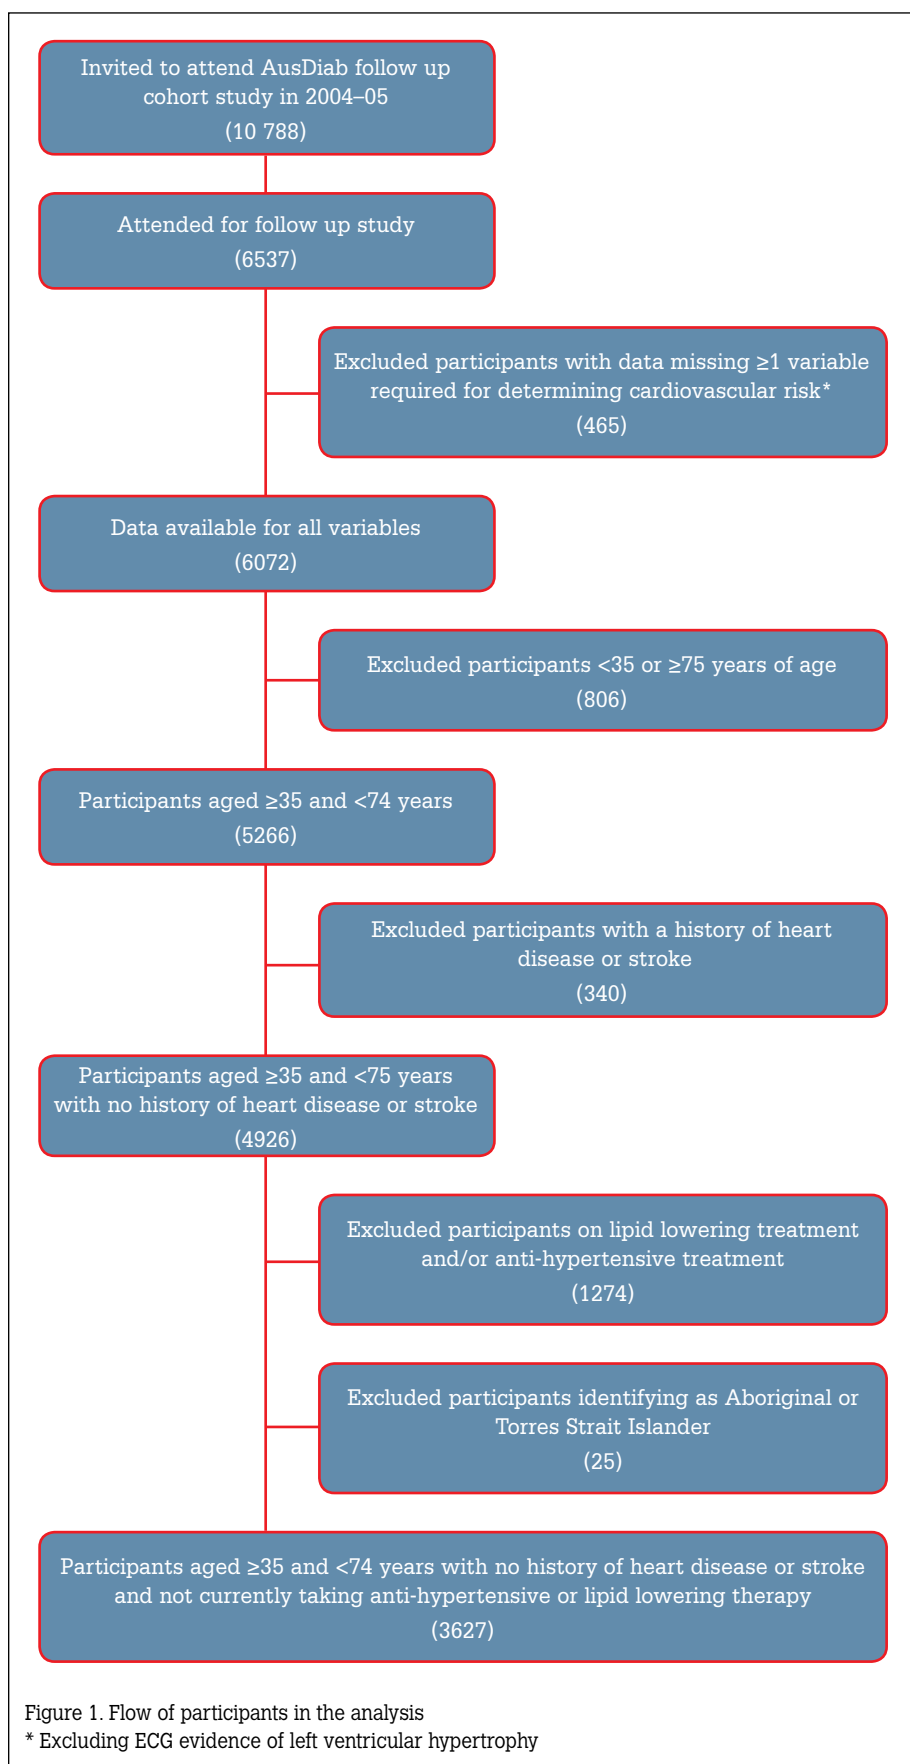 Invited to attend AusDiab follow up
cohort study in 2004–05
(10 788)
Attended for follow up study
(6537)
Excluded participants with data missing ≥1 variable
required for determining cardiovascular risk*
(465)
Data available for all variables
(6072)
Excluded participants <35 or ≥75 years of age
(806)
Participants aged ≥35 and <74 years
(5266)
Excluded participants with a history of heart
disease or stroke
(340)
Participants aged ≥35 and <75 years
with no history of heart disease or stroke
(4926)
Excluded participants on lipid lowering treatment
and/or anti-hypertensive treatment
(1274)
Excluded participants identifying as Aboriginal or
Torres Strait Islander
(25)
Participants aged ≥35 and <74 years with no history of heart disease or stroke
and not currently taking anti-hypertensive or lipid lowering therapy
(3627)
Figure 1. Flow of participants in the analysis
* Excluding ECG evidence of left ventricular hypertrophy